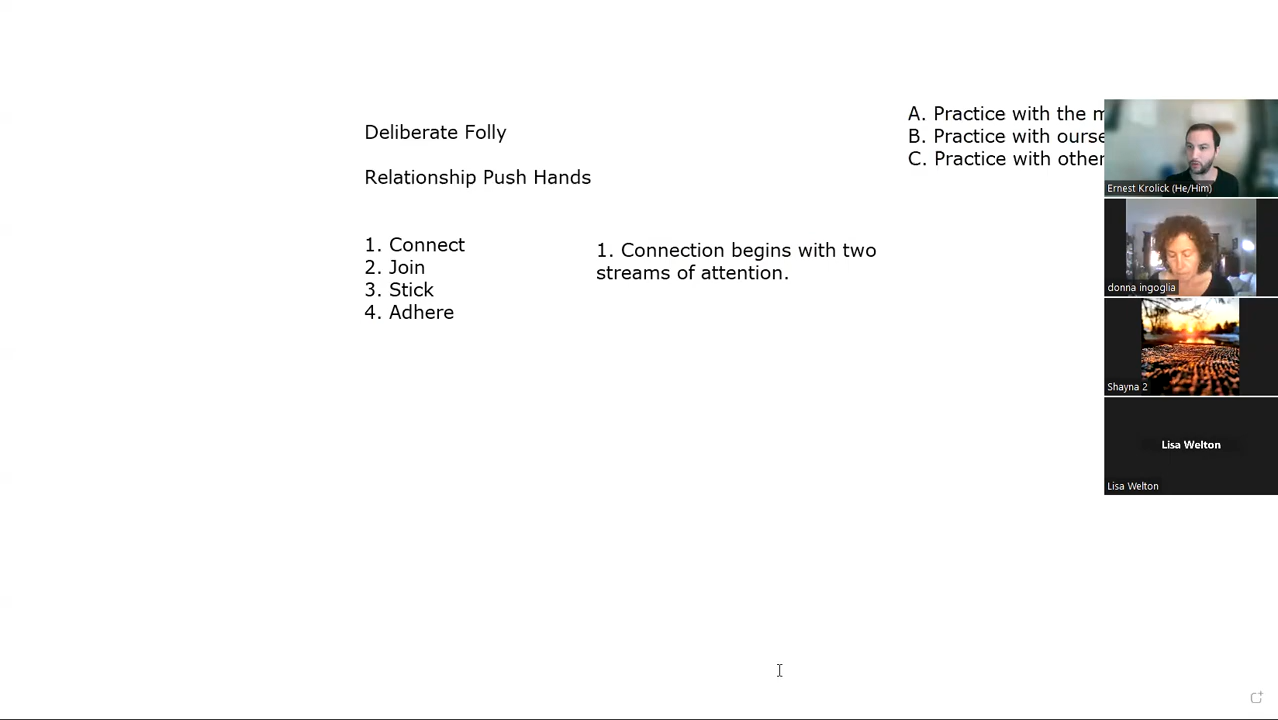 Deliberate Folly
Relationship Push Hands
1. Connect
2. Join
3. Stick
4. Adhere
1. Connection begins with two
streams of attention.
A. Practice with the
B. Practice with
C. Practice with
Ernest Krolick (He/Him)
donna ingoglia
Shayna 2
Lisa Welton
Lisa Welton